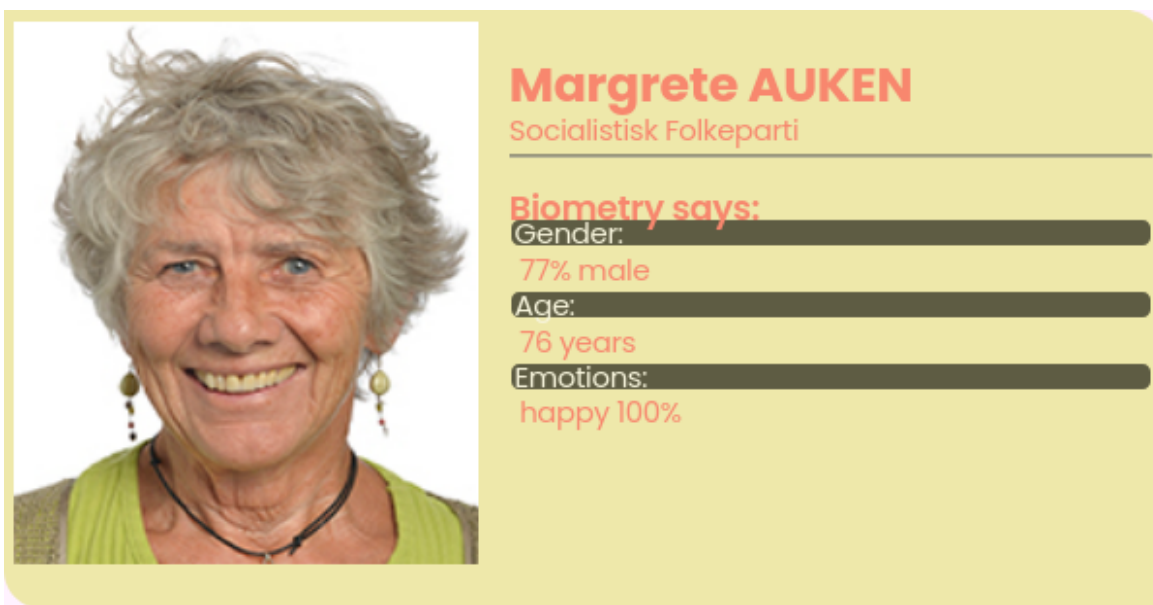 Margrete AUKEN
Socialistisk Folkeparti
Biometry says:
Gender:
77% male
Age:
76 years
Emotions:
happy 100%